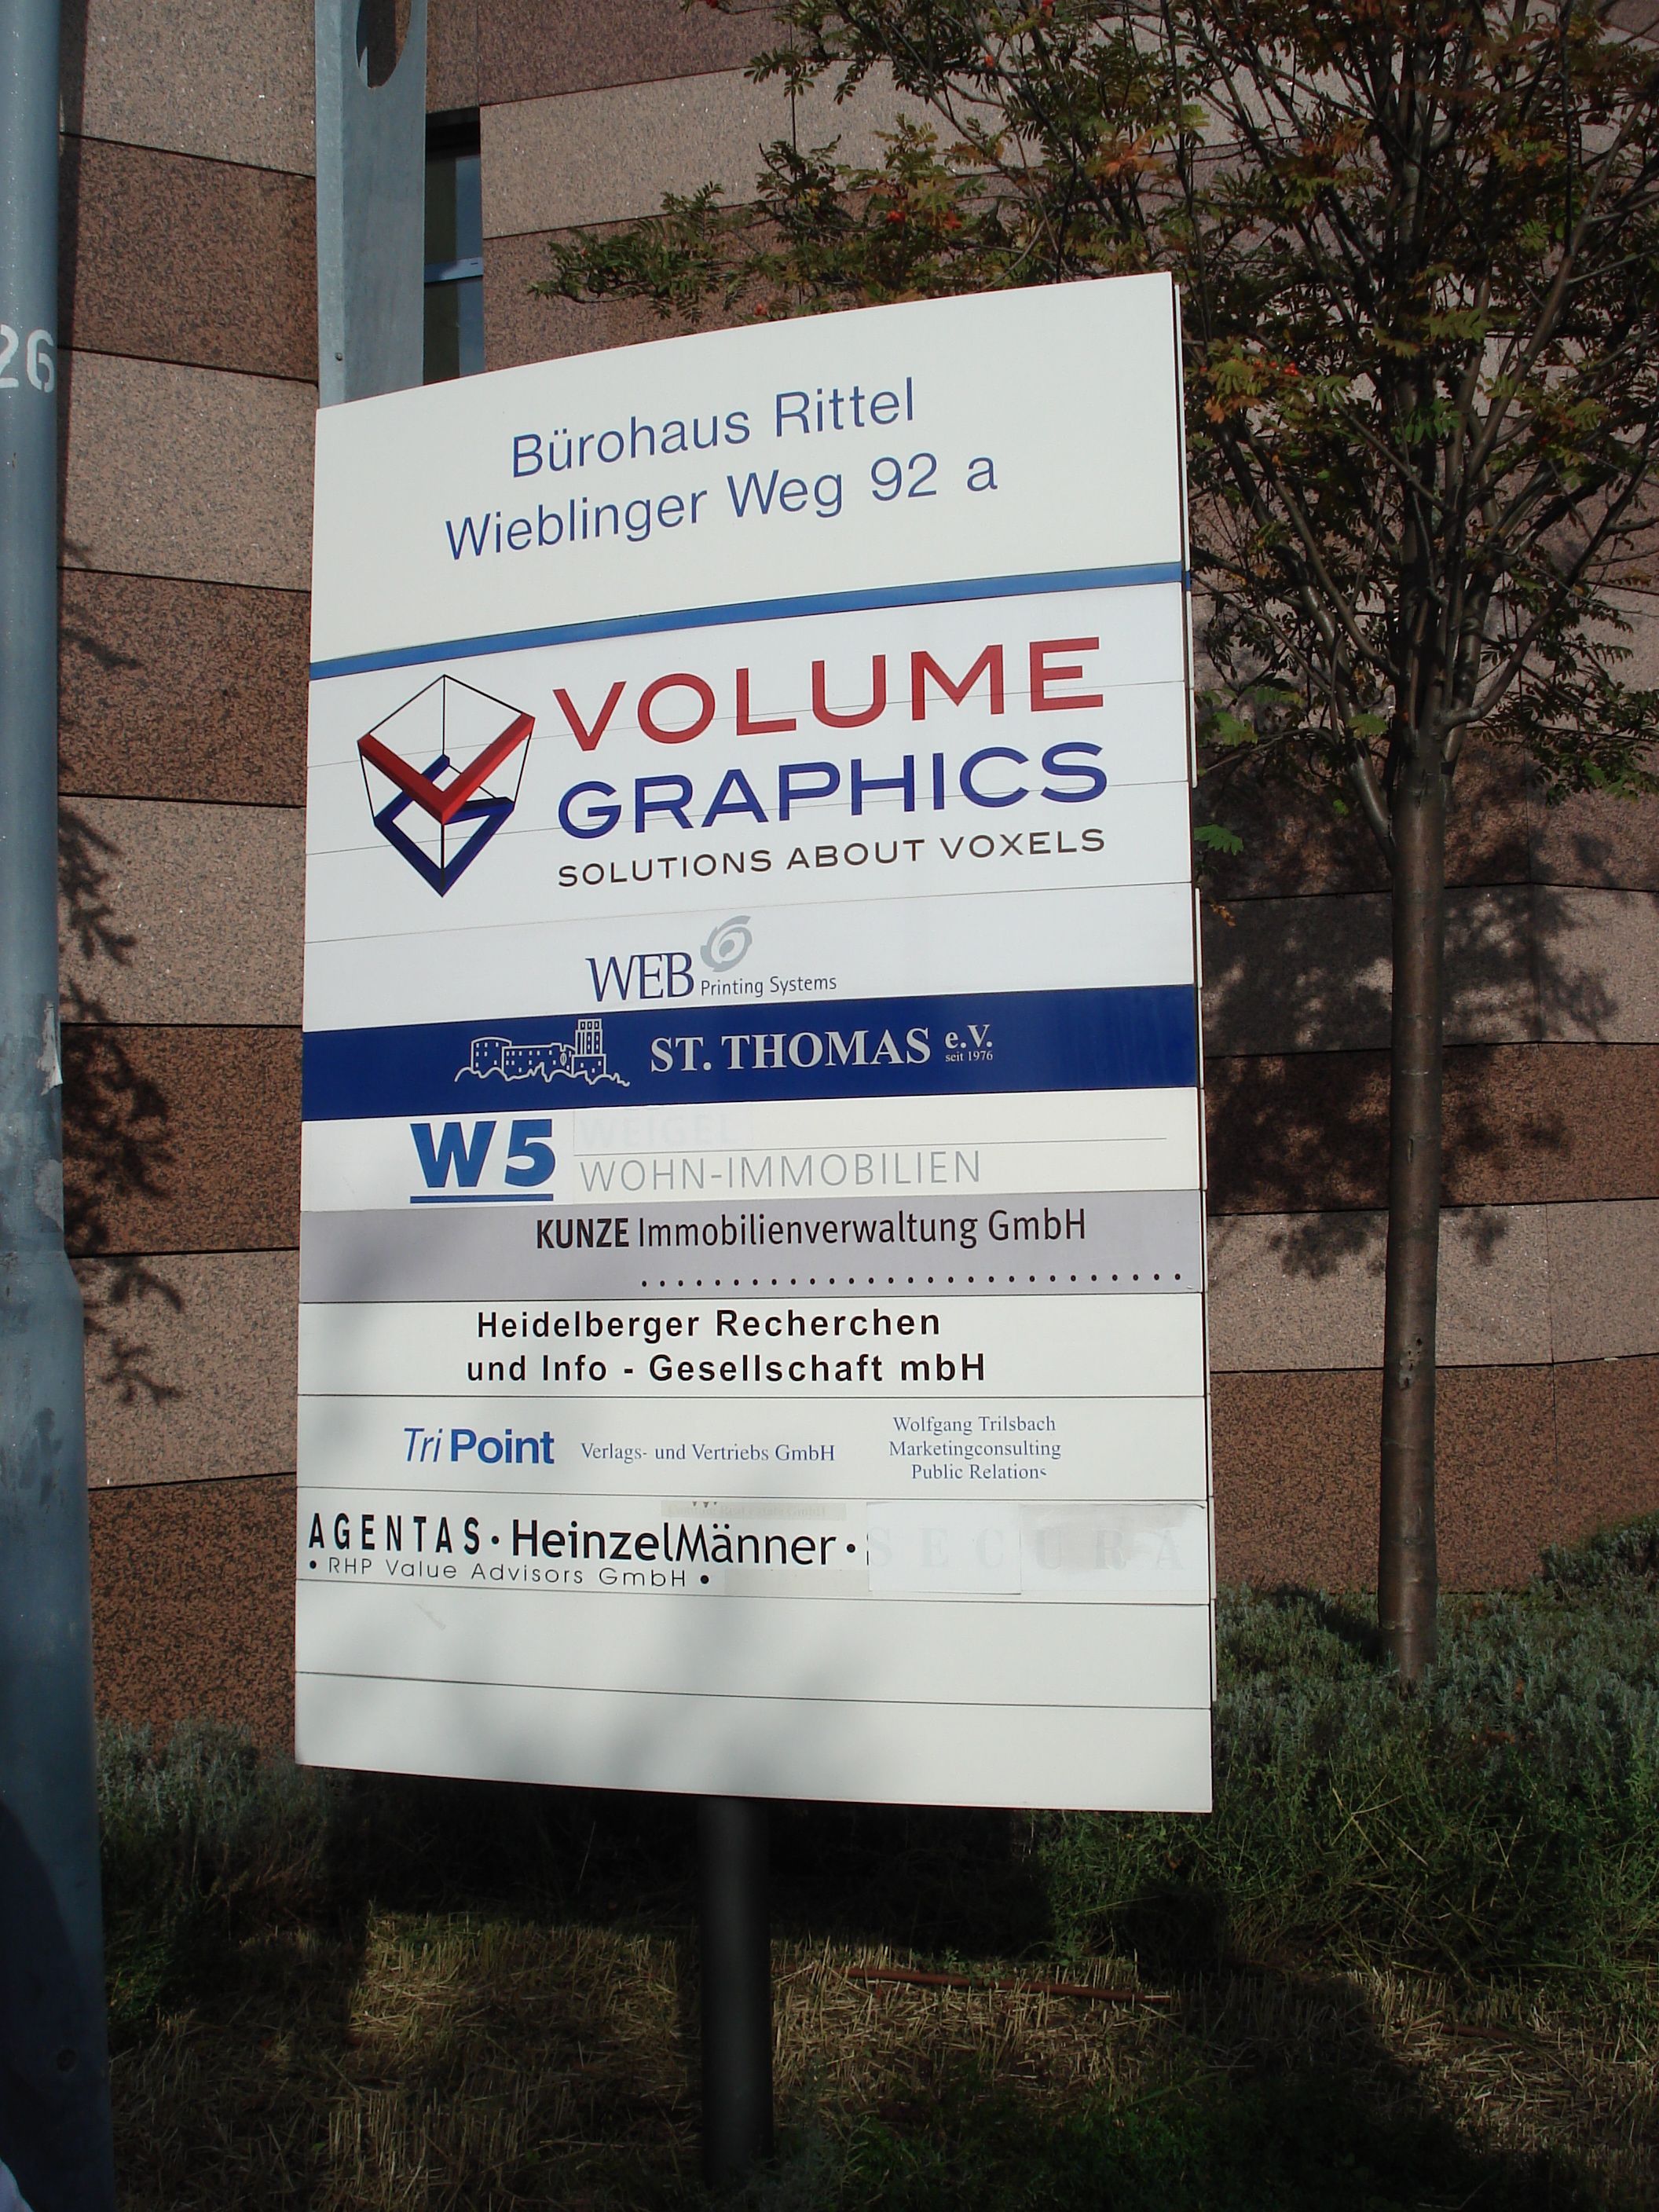 26
Bürohaus Rittel
Wieblinger Weg 92 a
VOLUME
GRAPHICS
SOLUTIONS ABOUT VOXELS
WEB Printing Systems
ST. THOMAS e.V.
seit 1976
W5 WEIGEL
WOHN-IMMOBILIEN
KUNZE Immobilienverwaltung GmbH
Heidelberger Recherchen
und Info - Gesellschaft mbH
TriPoint Verlags- und Vertriebs GmbH
Wolfgang Trilsbach
Marketingconsulting
Public Relations
AGENTAS · HeinzelMänner · SECURA
• RHP Value Advisors GmbH •